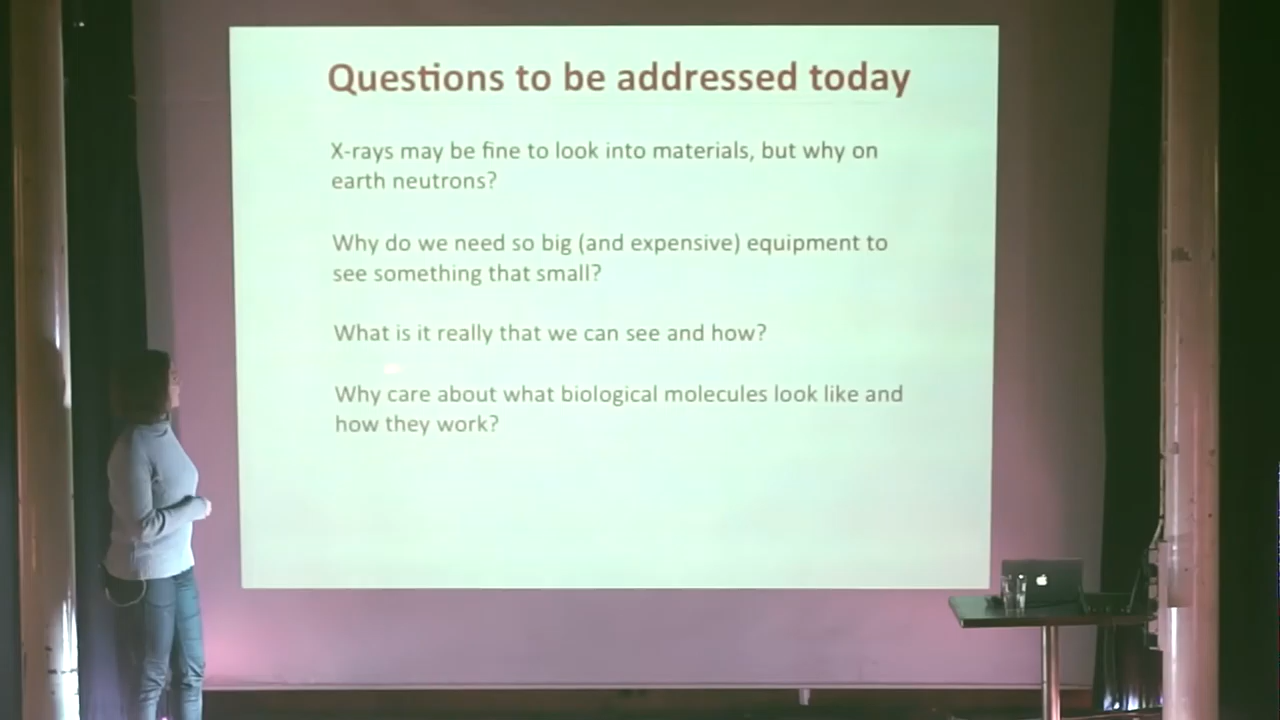 Questions to be addressed today
X-rays may be fine to look into materials, but why on
earth neutrons?
Why do we need so big (and expensive) equipment to
see something that small?
What is it really that we can see and how?
Why care about what biological molecules look like and
how they work?